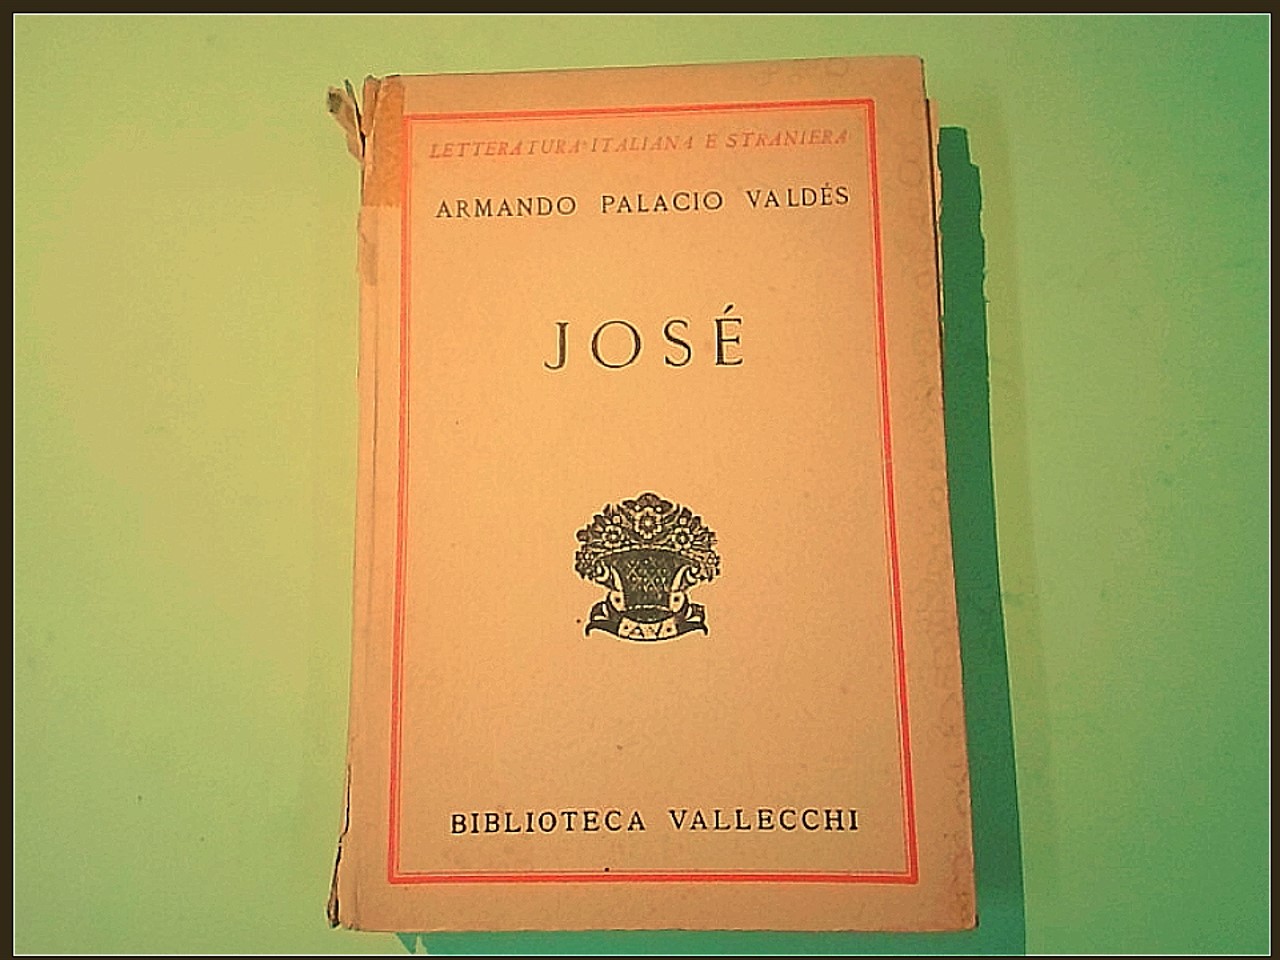 LETTERATURA ITALIANA E STRANIERA
ARMANDO PALACIO VALDÉS
JOSÉ
BIBLIOTECA VALLECCHI